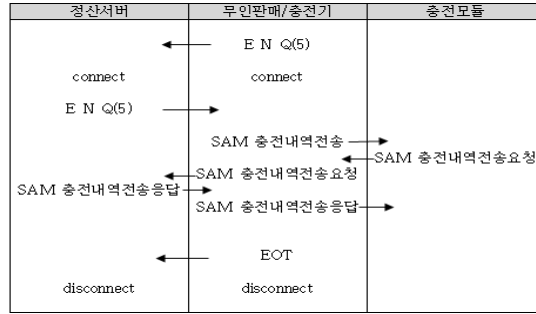 정산서버 무인판매/충전기 충전모듈
E N Q(5)
connect connect
E N Q(5)
SAM 충전내역전송
SAM 충전내역전송요청
SAM 충전내역전송요청
SAM 충전내역전송응답
SAM 충전내역전송응답
EOT
disconnect disconnect